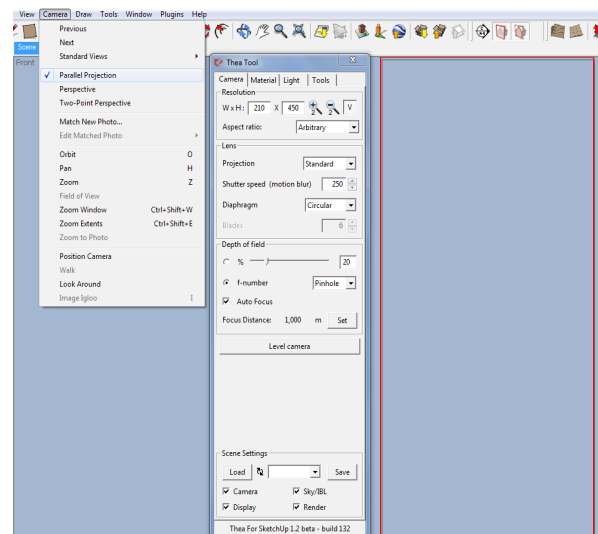 View Camera Draw Tools Window Plugins Help
Scene
Front
Previous
Next
Standard Views
Parallel Projection
Perspective
Two-Point Perspective
Match New Photo...
Edit Matched Photo
Orbit O
Pan H
Zoom Z
Field of View
Zoom Window Ctrl+Shift+W
Zoom Extents Ctrl+Shift+E
Zoom to Photo
Position Camera
Walk
Look Around
Image Igloo I
Thea Tool
Camera Material Light Tools
Resolution
W x H: 210 X 450 2 2 V
Aspect ratio: Arbitrary
Lens
Projection Standard
Shutter speed (motion blur) 250
Diaphragm Circular
Blades 6
Depth of field
% 20
f-number Pinhole
Auto Focus
Focus Distance: 1,000 m Set
Level camera
Scene Settings
Load Save
Camera Sky/IBL
Display Render
Thea For SketchUp 1.2 beta - build 132